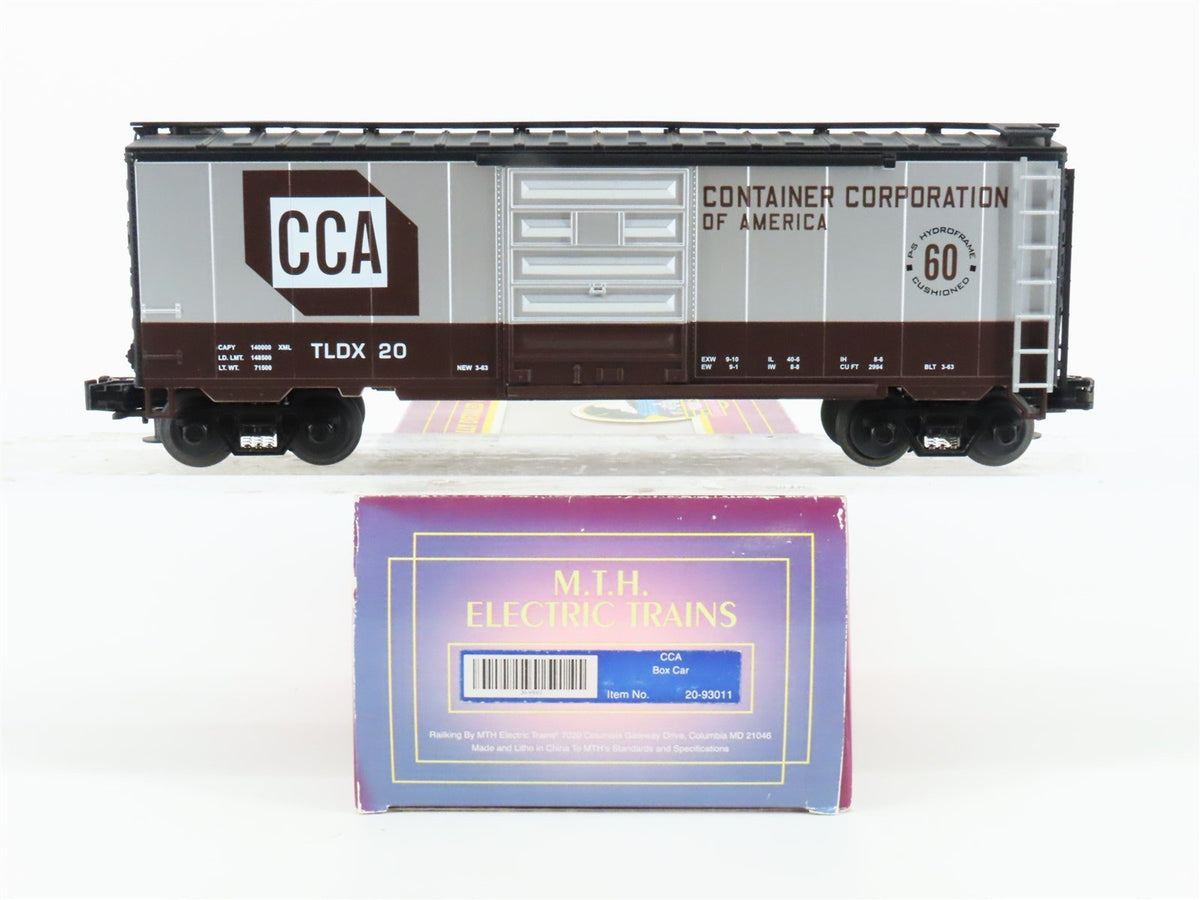 CCA
CONTAINER CORPORATION
OF AMERICA
P-S HYDROFRAME
60
CUSHIONED
CAPY 140000 XML
LD. LMT. 148500
LT. WT. 71500
TLDX 20
NEW 3-63
EXW 9-10 IL 40-6 IH 8-6
EW 9-1 IW 8-8 CU FT 2994
BLT 3-63
M.T.H.
ELECTRIC TRAINS
CCA
Box Car
Item No. 20-93011
Railking By MTH Electric Trains® 7020 Columbia Gateway Drive, Columbia MD 21046
Made and Litho in China To MTH's Standards and Specifications